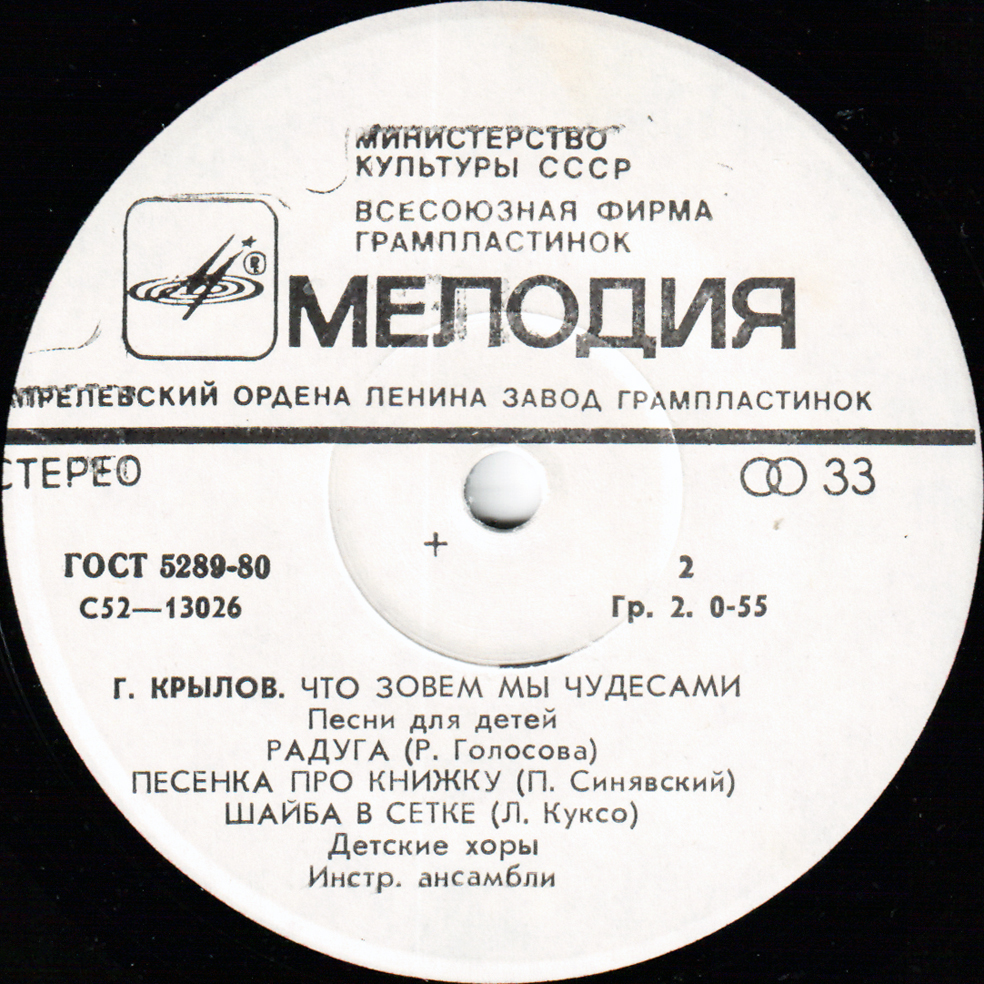 МИНИСТЕРСТВО
КУЛЬТУРЫ СССР
ВСЕСОЮЗНАЯ ФИРМА
ГРАМПЛАСТИНОК
МЕЛОДИЯ
ПРЕЛЕВСКИЙ ОРДЕНА ЛЕНИНА ЗАВОД ГРАМПЛАСТИНОК
СТЕРЕО 33
ГОСТ 5289-80 2
С52—13026 Гр. 2. 0-55
Г. КРЫЛОВ. ЧТО ЗОВЕМ МЫ ЧУДЕСАМИ
Песни для детей
РАДУГА (Р. Голосова)
ПЕСЕНКА ПРО КНИЖКУ (П. Синявский)
ШАЙБА В СЕТКЕ (Л. Куксо)
Детские хоры
Инстр. ансамбли